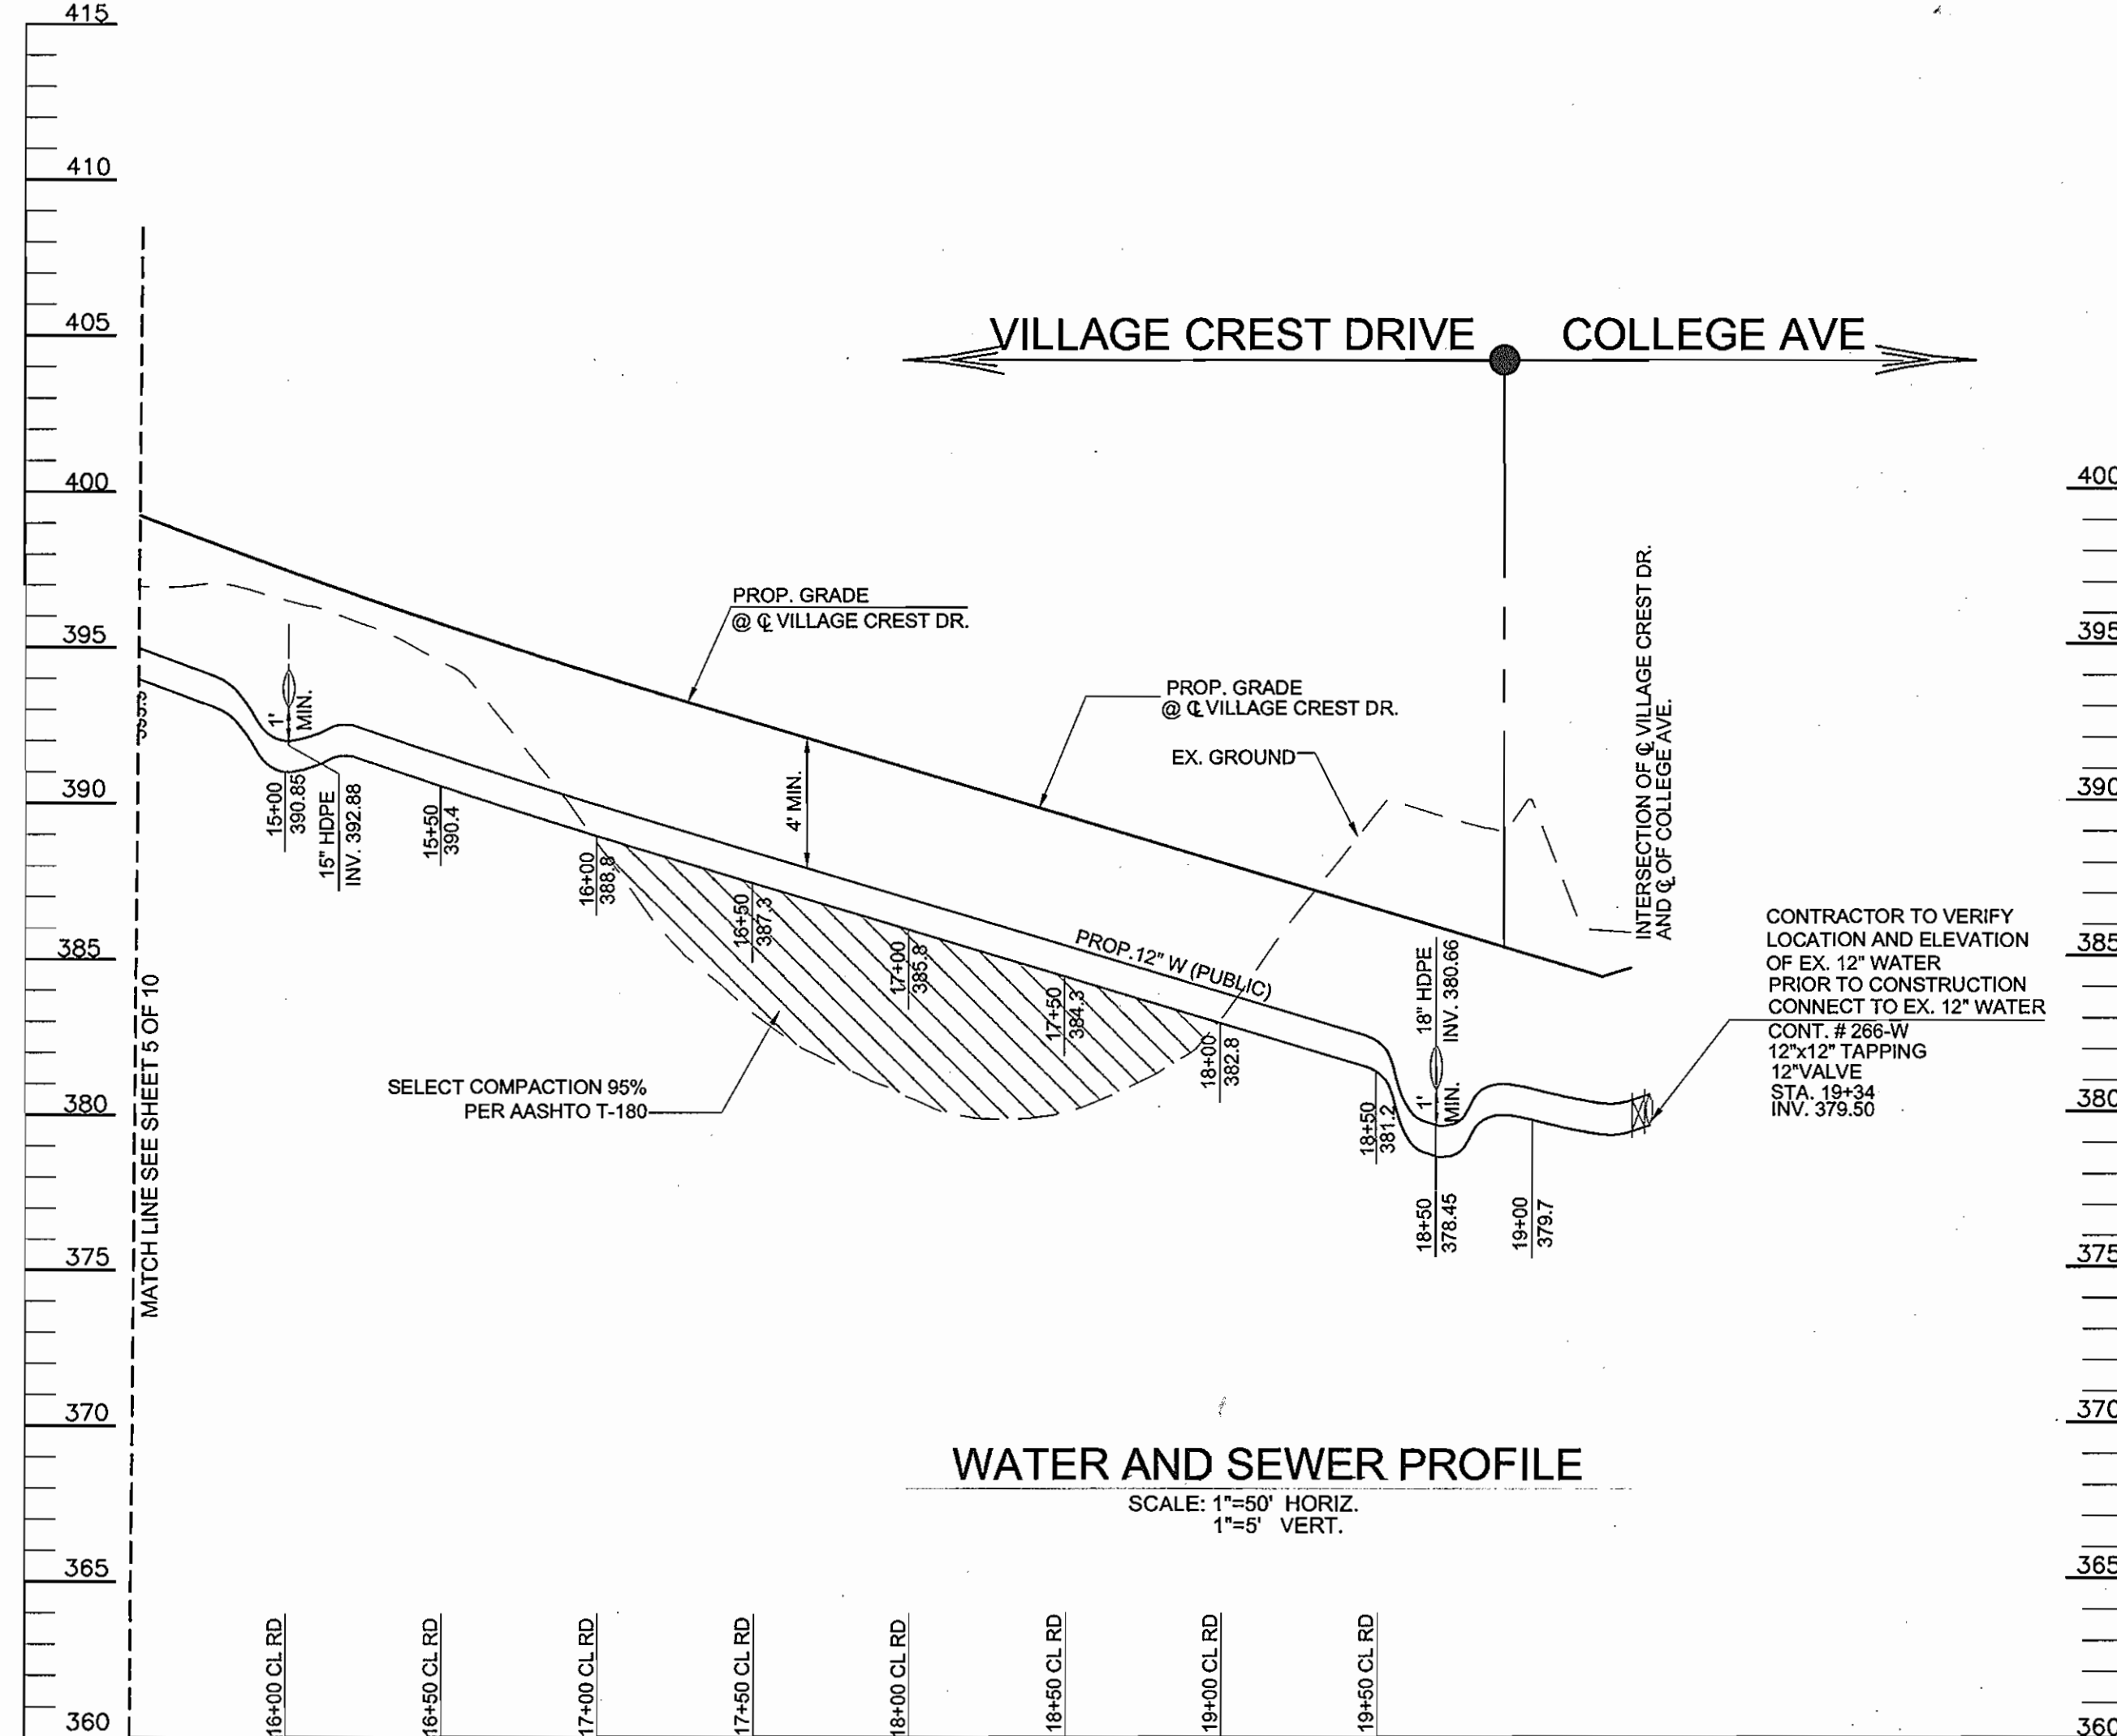 415
410
405
400
395
390
385
380
375
370
365
360
VILLAGE CREST DRIVE
COLLEGE AVE
PROP. GRADE
@ ℄ VILLAGE CREST DR.
PROP. GRADE
@ ℄ VILLAGE CREST DR.
EX. GROUND
1'
MIN.
15+00
390.85
15" HDPE
INV. 392.88
15+50
390.4
16+00
388.8
16+50
387.3
17+00
385.8
17+50
384.3
18+00
382.8
18+50
381.2
4' MIN.
PROP.12" W (PUBLIC)
18" HDPE
INV. 380.66
1'
MIN.
18+50
378.45
19+00
379.7
INTERSECTION OF ℄ VILLAGE CREST DR.
AND ℄ OF COLLEGE AVE.
CONTRACTOR TO VERIFY
LOCATION AND ELEVATION
OF EX. 12" WATER
PRIOR TO CONSTRUCTION
CONNECT TO EX. 12" WATER
CONT. # 266-W
12"x12" TAPPING
12"VALVE
STA. 19+34
INV. 379.50
SELECT COMPACTION 95%
PER AASHTO T-180
MATCH LINE SEE SHEET 5 OF 10
WATER AND SEWER PROFILE
SCALE: 1"=50' HORIZ.
1"=5' VERT.
16+00 CL RD
16+50 CL RD
17+00 CL RD
17+50 CL RD
18+00 CL RD
18+50 CL RD
19+00 CL RD
19+50 CL RD
400
395
390
385
380
375
370
365
360